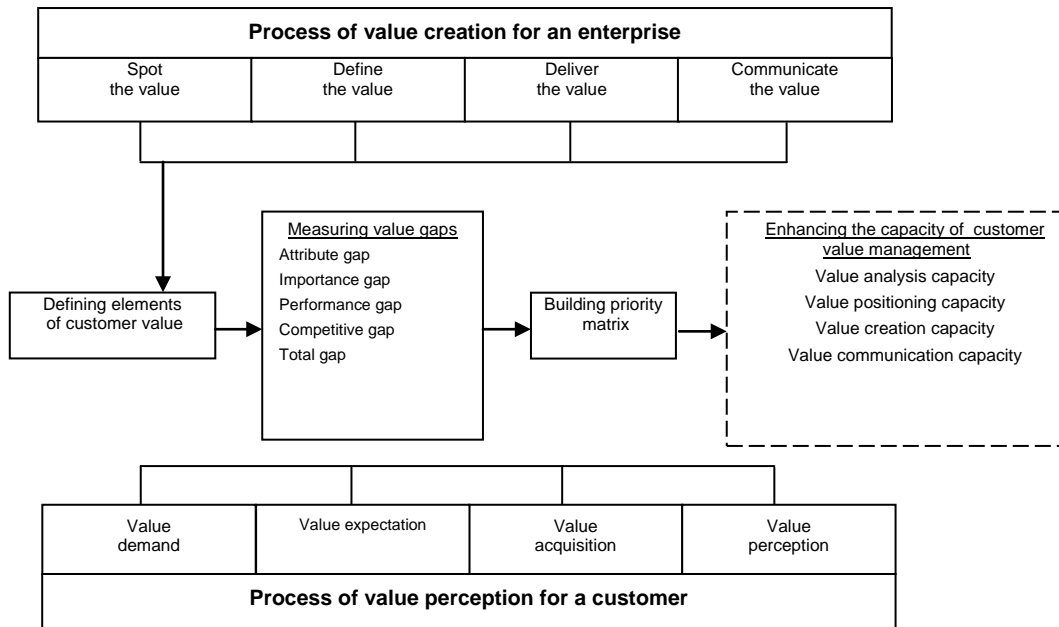 Process of value creation for an enterprise
Spot
the value
Define
the value
Deliver
the value
Communicate
the value
Defining elements
of customer value
Measuring value gaps
Attribute gap
Importance gap
Performance gap
Competitive gap
Total gap
Building priority
matrix
Enhancing the capacity of customer
value management
Value analysis capacity
Value positioning capacity
Value creation capacity
Value communication capacity
Value
demand
Value expectation
Value
acquisition
Value
perception
Process of value perception for a customer